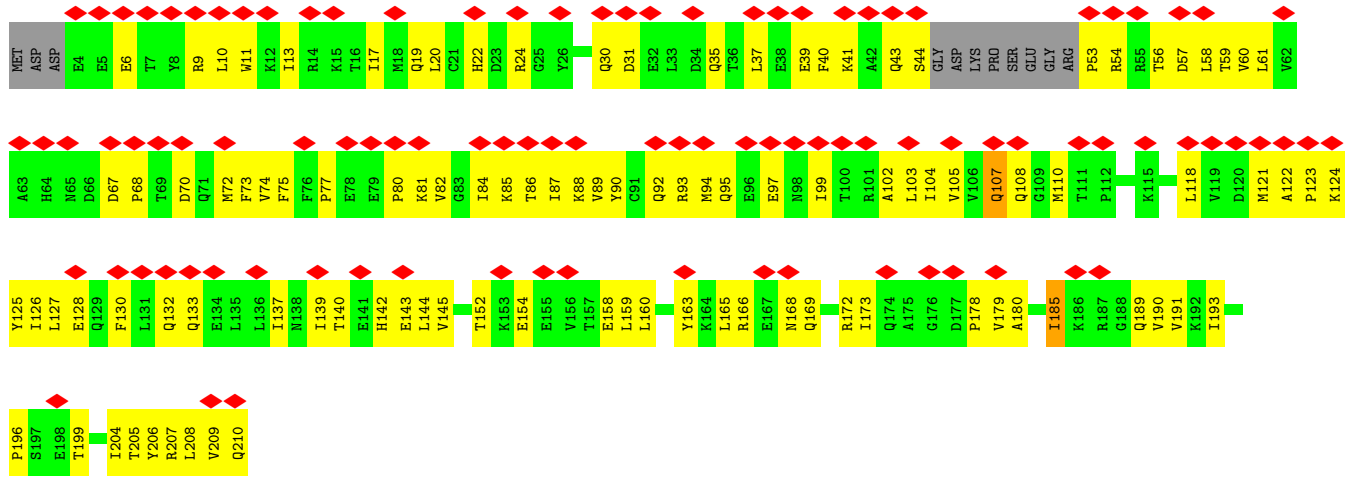 MET ASP ASP E4 E5 E6 T7 Y8 R9 L10 W11 K12 I13 R14 K15 T16 I17 M18 Q19 L20 C21 H22 D23 R24 G25 Y26 Q30 D31 E32 L33 D34 Q35 T36 L37 E38 E39 F40 K41 A42 Q43 S44 GLY ASP LYS PRO SER GLU GLY ARG P53 R54 R55 T56 D57 L58 T59 V60 L61 V62
A63 H64 N65 D66 D67 P68 T69 D70 Q71 M72 F73 V74 F75 F76 P77 E78 E79 P80 K81 V82 G83 I84 K85 T86 I87 K88 V89 Y90 C91 Q92 R93 M94 Q95 E96 E97 N98 I99 T100 R101 A102 L103 I104 V105 V106 Q107 Q108 G109 M110 T111 P112 K115 L118 V119 D120 M121 A122 P123 K124
Y125 I126 L127 E128 Q129 F130 L131 Q132 Q133 E134 L135 L136 I137 N138 I139 T140 E141 H142 E143 L144 V145 T152 K153 E154 E155 V156 T157 E158 L159 L160 Y163 K164 L165 R166 E167 N168 Q169 R172 I173 Q174 A175 G176 D177 P178 V179 A180 I185 K186 R187 G188 Q189 V190 V191 K192 I193
P196 S197 E198 T199 I204 T205 Y206 R207 L208 V209 Q210